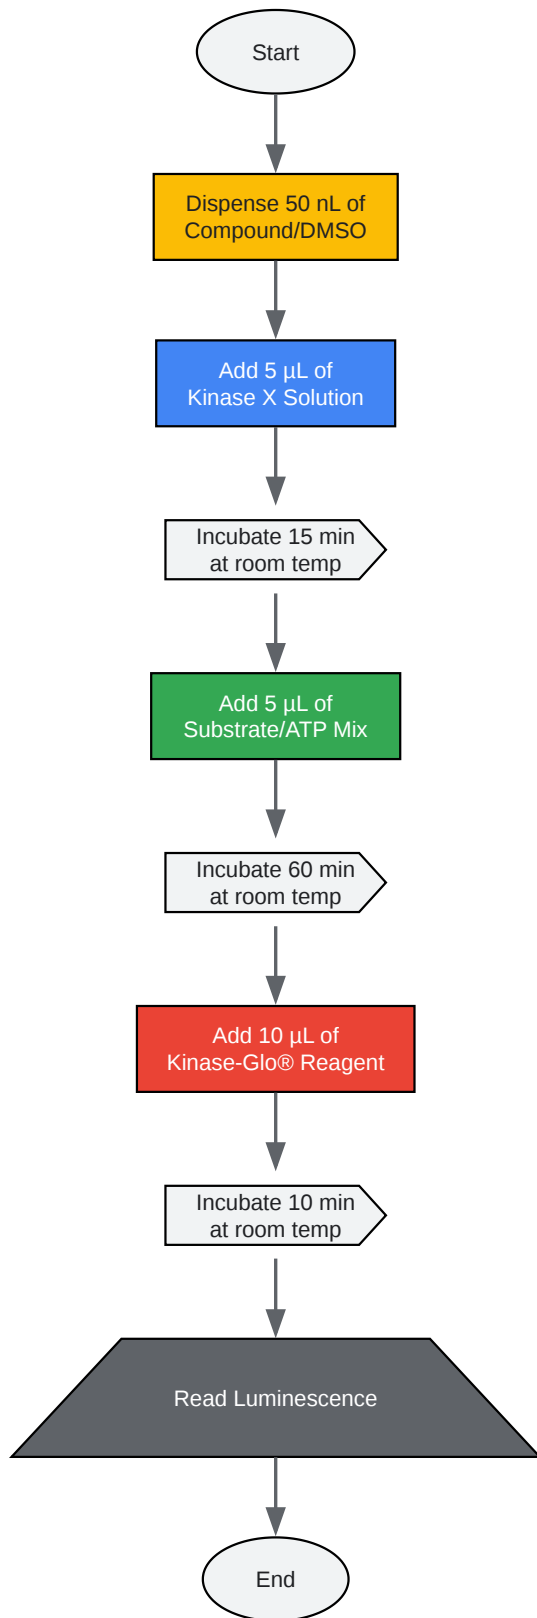 Start
Dispense 50 nL of
Compound/DMSO
Add 5 µL of
Kinase X Solution
Incubate 15 min
at room temp
Add 5 µL of
Substrate/ATP Mix
Incubate 60 min
at room temp
Add 10 µL of
Kinase-Glo® Reagent
Incubate 10 min
at room temp
Read Luminescence
End